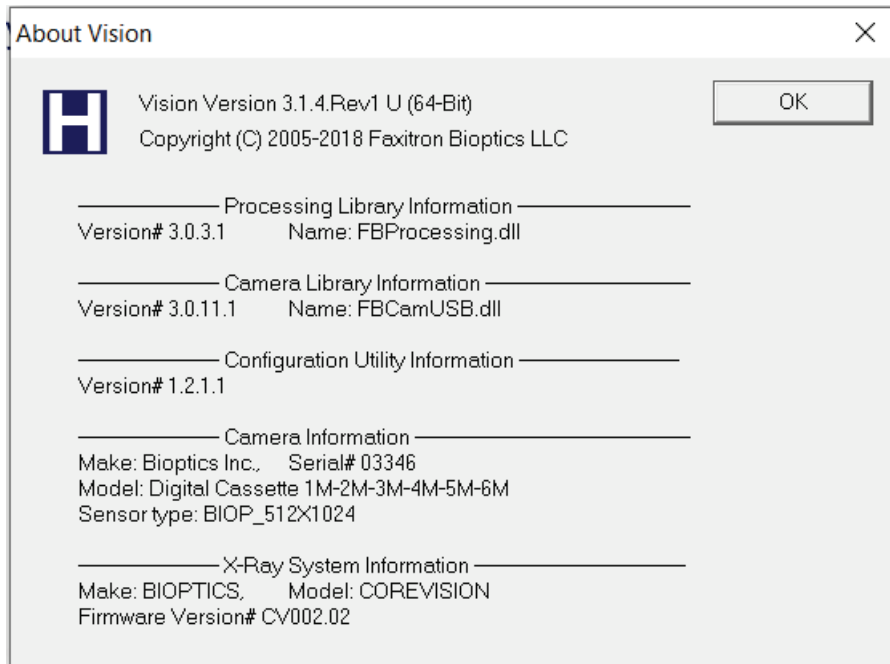 About Vision
OK
H
Vision Version 3.1.4.Rev1 U (64-Bit)
Copyright (C) 2005-2018 Faxitron Bioptics LLC
Processing Library Information
Version# 3.0.3.1 Name: FBProcessing.dll
Camera Library Information
Version# 3.0.11.1 Name: FBCamUSB.dll
Configuration Utility Information
Version# 1.2.1.1
Camera Information
Make: Bioptics Inc., Serial# 03346
Model: Digital Cassette 1M-2M-3M-4M-5M-6M
Sensor type: BIOP_512X1024
X-Ray System Information
Make: BIOPTICS, Model: COREVISION
Firmware Version# CV002.02